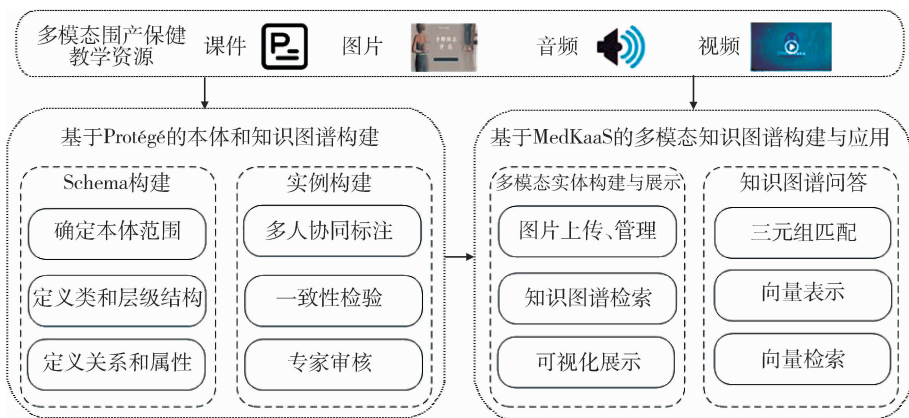 多模态围产保健
教学资源
课件
图片
音频
视频
基于Protégé的本体和知识图谱构建
Schema构建
确定本体范围
定义类和层级结构
定义关系和属性
实例构建
多人协同标注
一致性检验
专家审核
基于MedKaaS的多模态知识图谱构建与应用
多模态实体构建与展示
图片上传、管理
知识图谱检索
可视化展示
知识图谱问答
三元组匹配
向量表示
向量检索